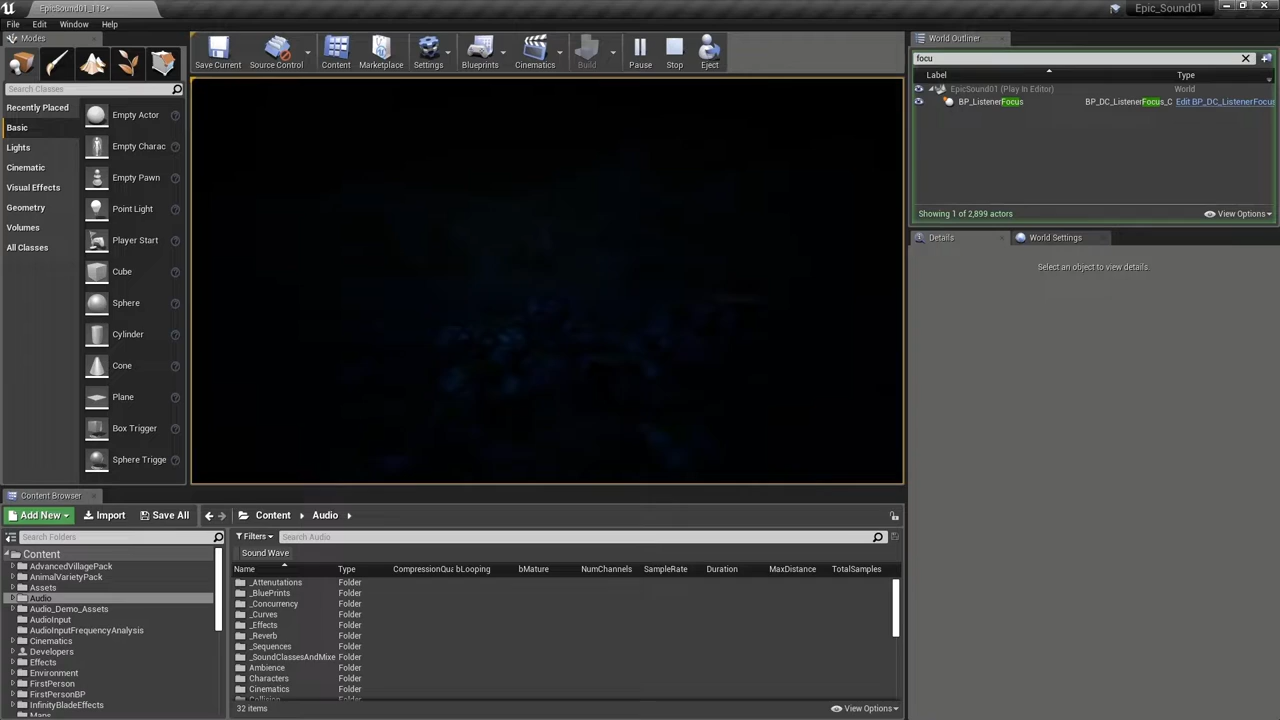 EpicSound01_113*
Epic_Sound01
File Edit Window Help
Modes
Search Classes
Recently Placed
Basic
Lights
Cinematic
Visual Effects
Geometry
Volumes
All Classes
Empty Actor
Empty Charac
Empty Pawn
Point Light
Player Start
Cube
Sphere
Cylinder
Cone
Plane
Box Trigger
Sphere Trigge
Save Current Source Control Content Marketplace Settings Blueprints Cinematics Build Pause Stop Eject
World Outliner
focu
Label Type
EpicSound01 (Play In Editor) World
BP_ListenerFocus BP_DC_ListenerFocus_C Edit BP_DC_ListenerFocus
Showing 1 of 2,899 actors View Options
Details World Settings
Select an object to view details
Content Browser
Add New Import Save All Content Audio
Search Folders
Content
AdvancedVillagePack
AnimalVarietyPack
Assets
Audio
Audio_Demo_Assets
AudioInput
AudioInputFrequencyAnalysis
Cinematics
Developers
Effects
Environment
FirstPerson
FirstPersonBP
InfinityBladeEffects
Maps
Filters Search Audio
Sound Wave
Name Type CompressionQua bLooping bMature NumChannels SampleRate Duration MaxDistance TotalSamples
_Attenutations Folder
_BluePrints Folder
_Concurrency Folder
_Curves Folder
_Effects Folder
_Reverb Folder
_Sequences Folder
_SoundClassesAndMixe Folder
Ambience Folder
Characters Folder
Cinematics Folder
Collision Folder
32 items View Options